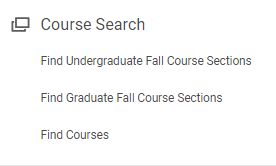 Course Search
Find Undergraduate Fall Course Sections
Find Graduate Fall Course Sections
Find Courses